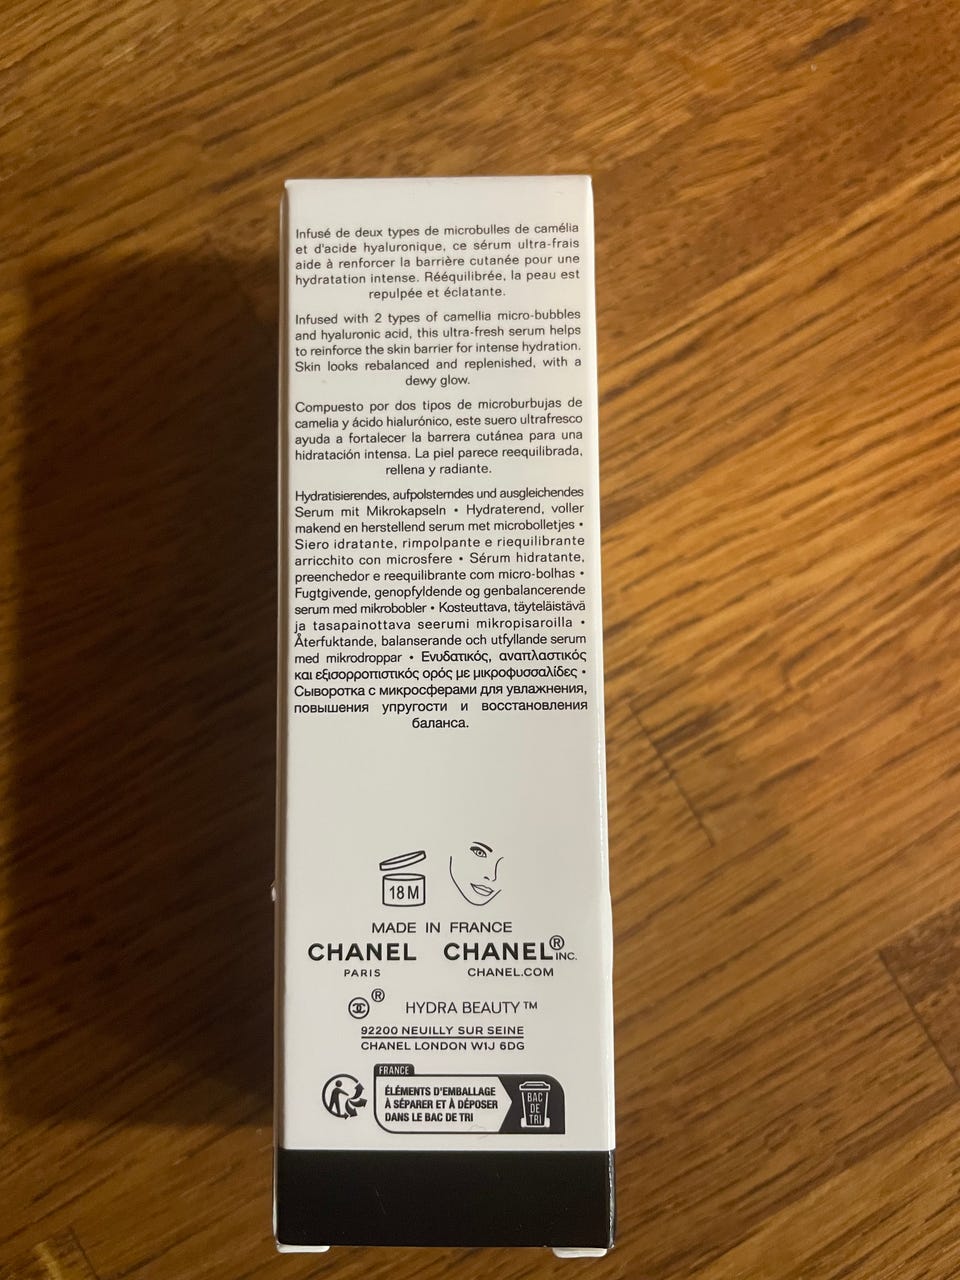 Infusé de deux types de microbulles de camélia
et d'acide hyaluronique, ce sérum ultra-frais
aide à renforcer la barrière cutanée pour une
hydratation intense. Rééquilibrée, la peau est
repulpée et éclatante.
Infused with 2 types of camellia micro-bubbles
and hyaluronic acid, this ultra-fresh serum helps
to reinforce the skin barrier for intense hydration.
Skin looks rebalanced and replenished, with a
dewy glow.
Compuesto por dos tipos de microburbujas de
camelia y ácido hialurónico, este suero ultrafresco
ayuda a fortalecer la barrera cutánea para una
hidratación intensa. La piel parece reequilibrada,
rellena y radiante.
Hydratisierendes, aufpolsterndes und ausgleichendes
Serum mit Mikrokapseln • Hydraterend, voller
makend en herstellend serum met microbolletjes •
Siero idratante, rimpolpante e riequilibrante
arricchito con microsfere • Sérum hidratante,
preenchedor e reequilibrante com micro-bolhas •
Fugtgivende, genopfyldende og genbalancerende
serum med mikrobobler • Kosteuttava, täyteläistävä
ja tasapainottava seerumi mikropisaroilla •
Återfuktande, balanserande och utfyllande serum
med mikrodroppar • Ενυδατικός, αναπλαστικός
και εξισορροπιστικός ορός με μικροφυσσαλίδες •
Сыворотка с микросферами для увлажнения,
повышения упругости и восстановления
баланса.
18 M
MADE IN FRANCE
CHANEL CHANEL® INC.
PARIS CHANEL.COM
® HYDRA BEAUTY™
92200 NEUILLY SUR SEINE
CHANEL LONDON W1J 6DG
FRANCE
ÉLÉMENTS D'EMBALLAGE
À SÉPARER ET À DÉPOSER
DANS LE BAC DE TRI
BAC
DE
TRI